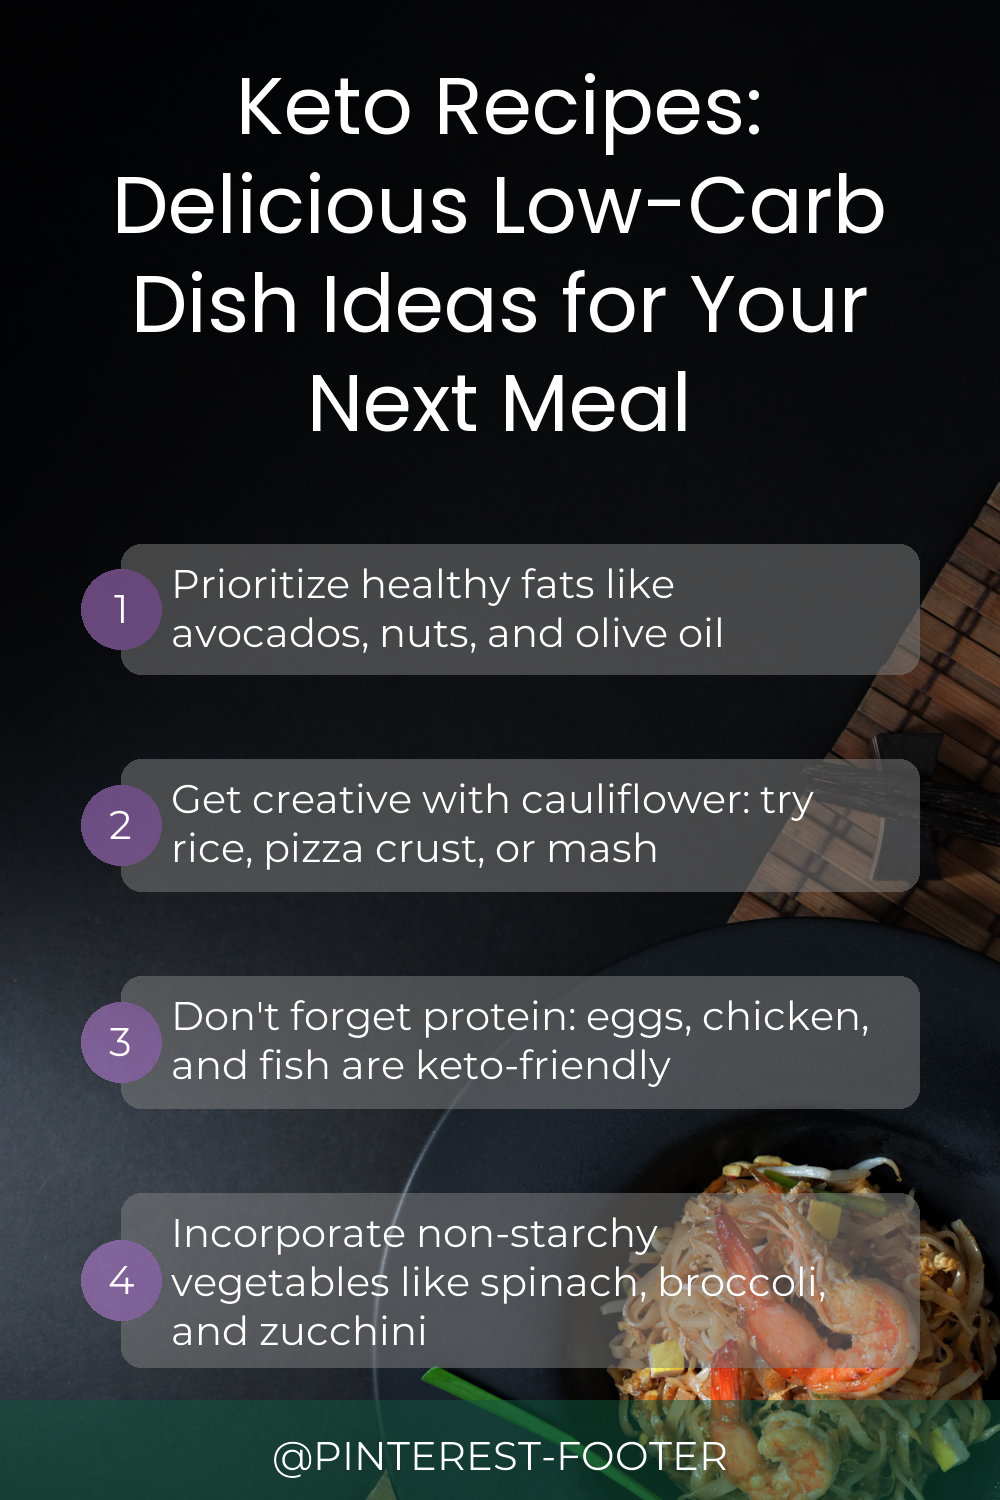 Keto Recipes:
Delicious Low-Carb
Dish Ideas for Your
Next Meal
1
Prioritize healthy fats like
avocados, nuts, and olive oil
2
Get creative with cauliflower: try
rice, pizza crust, or mash
3
Don't forget protein: eggs, chicken,
and fish are keto-friendly
4
Incorporate non-starchy
vegetables like spinach, broccoli,
and zucchini
@PINTEREST-FOOTER